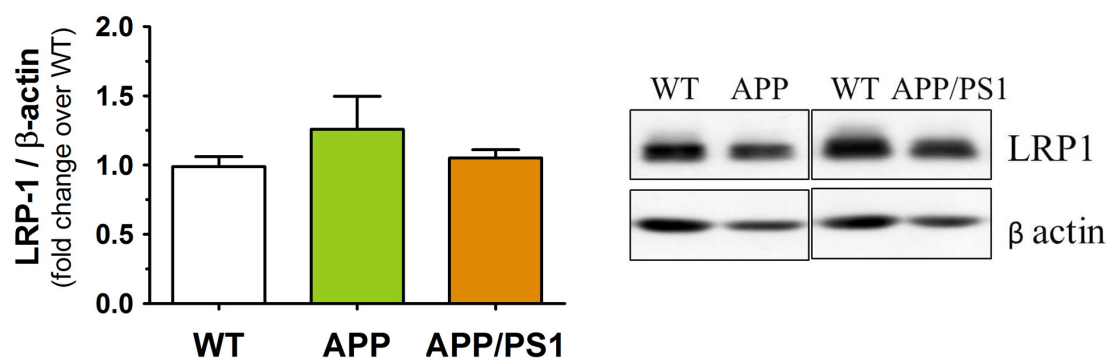 LRP-1 / β-actin
(fold change over WT)
2.0
1.5
1.0
0.5
0.0
WT APP APP/PS1
WT APP WT APP/PS1
LRP1
β actin